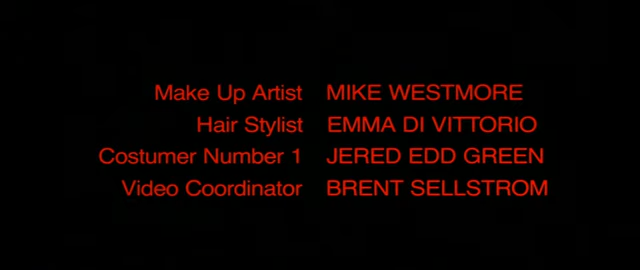 Make Up Artist MIKE WESTMORE
Hair Stylist EMMA DI VITTORIO
Costumer Number 1 JERED EDD GREEN
Video Coordinator BRENT SELLSTROM